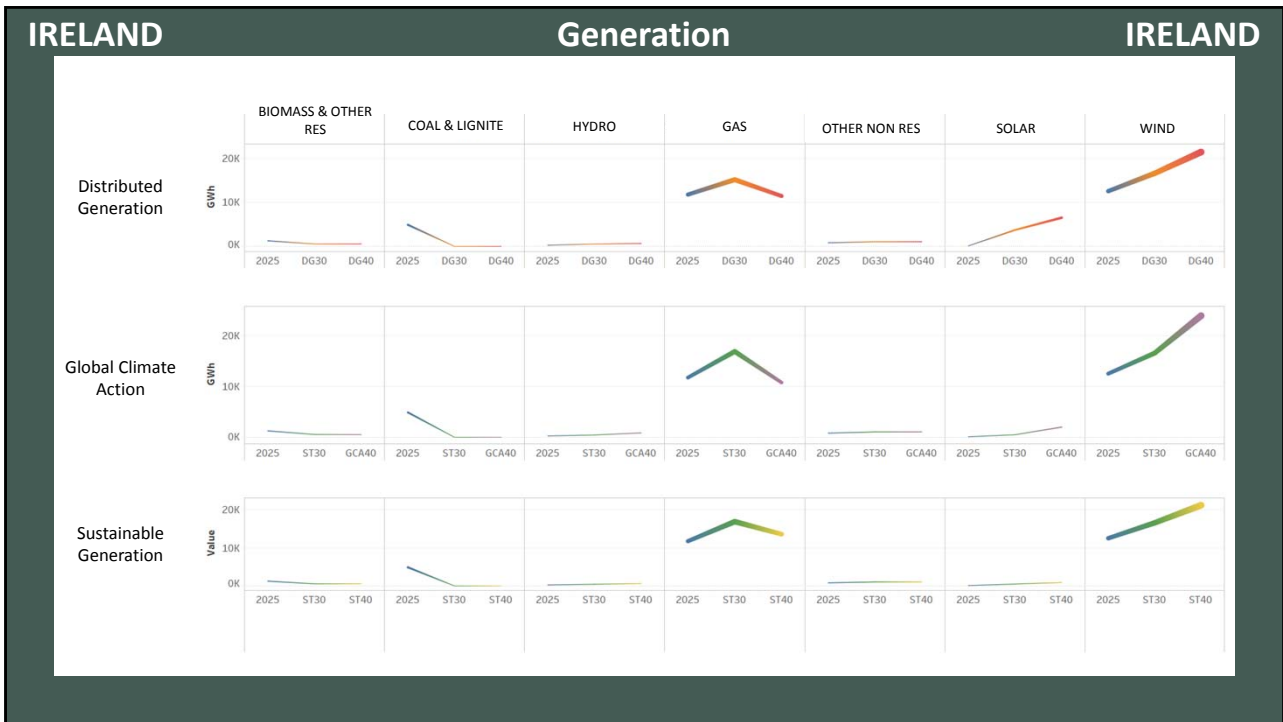 IRELAND Generation IRELAND
BIOMASS & OTHER
RES
COAL & LIGNITE
HYDRO
GAS
OTHER NON RES
SOLAR
WIND
Distributed
Generation
GWh
20K
10K
0K
2025 DG30 DG40 2025 DG30 DG40 2025 DG30 DG40 2025 DG30 DG40 2025 DG30 DG40 2025 DG30 DG40 2025 DG30 DG40
Global Climate
Action
GWh
20K
10K
0K
2025 ST30 GCA40 2025 ST30 GCA40 2025 ST30 GCA40 2025 ST30 GCA40 2025 ST30 GCA40 2025 ST30 GCA40 2025 ST30 GCA40
Sustainable
Generation
Value
20K
10K
0K
2025 ST30 ST40 2025 ST30 ST40 2025 ST30 ST40 2025 ST30 ST40 2025 ST30 ST40 2025 ST30 ST40 2025 ST30 ST40